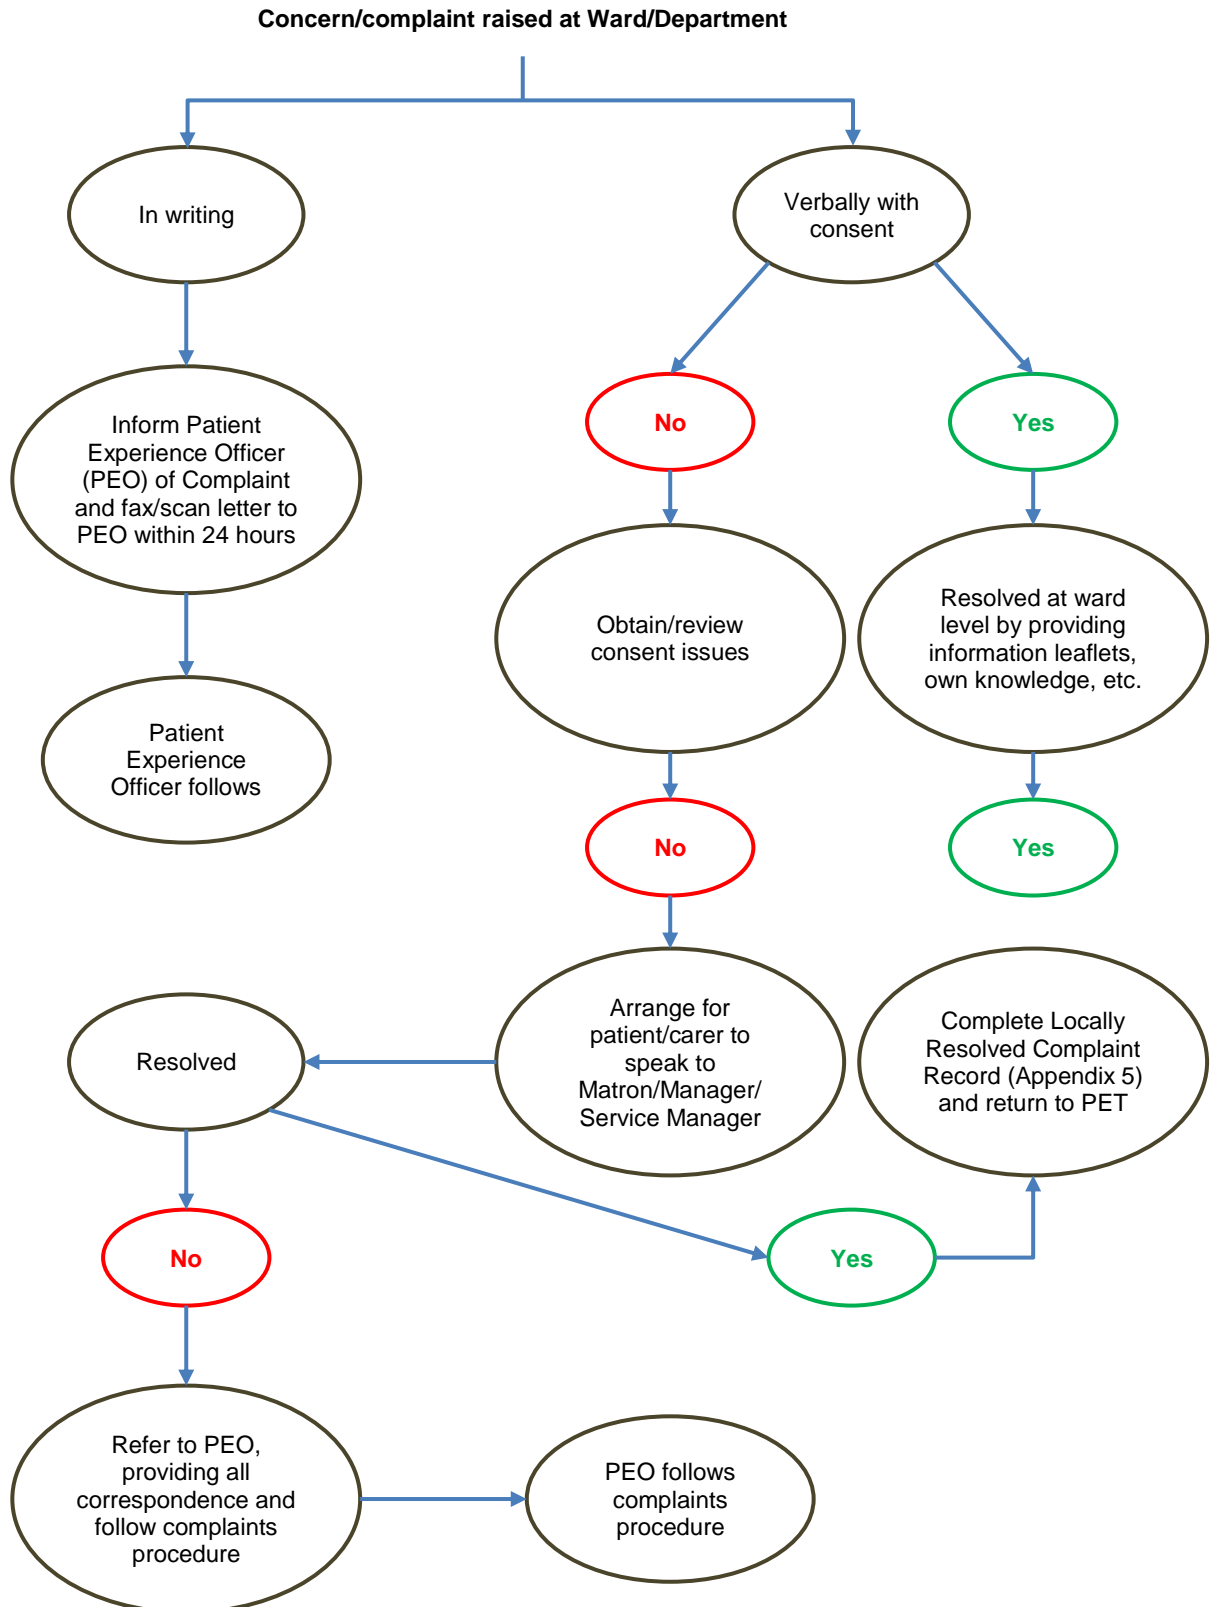 Concern/complaint raised at Ward/Department
In writing
Verbally with
consent
No
Yes
Inform Patient
Experience Officer
(PEO) of Complaint
and fax/scan letter to
PEO within 24 hours
Obtain/review
consent issues
Resolved at ward
level by providing
information leaflets,
own knowledge, etc.
Patient
Experience
Officer follows
No
Yes
Resolved
Arrange for
patient/carer to
speak to
Matron/Manager/
Service Manager
Complete Locally
Resolved Complaint
Record (Appendix 5)
and return to PET
No
Yes
Refer to PEO,
providing all
correspondence and
follow complaints
procedure
PEO follows
complaints
procedure